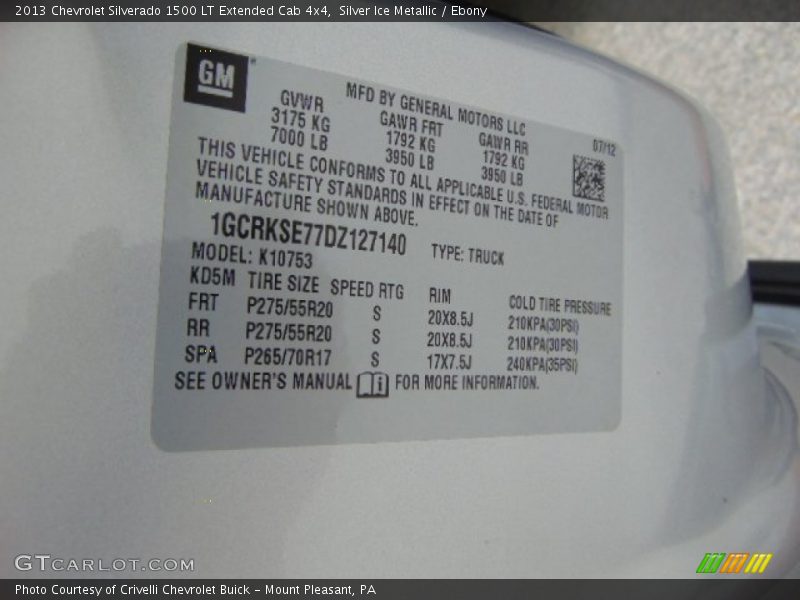 2013 Chevrolet Silverado 1500 LT Extended Cab 4x4, Silver Ice Metallic / Ebony
GM
MFD BY GENERAL MOTORS LLC
GVWR GAWR FRT GAWR RR 07/12
3175 KG 1792 KG 1792 KG
7000 LB 3950 LB 3950 LB
THIS VEHICLE CONFORMS TO ALL APPLICABLE U.S. FEDERAL MOTOR
VEHICLE SAFETY STANDARDS IN EFFECT ON THE DATE OF
MANUFACTURE SHOWN ABOVE.
1GCRKSE77DZ127140 TYPE: TRUCK
MODEL: K10753
KD5M TIRE SIZE SPEED RTG RIM COLD TIRE PRESSURE
FRT P275/55R20 S 20X8.5J 210KPA(30PSI)
RR P275/55R20 S 20X8.5J 210KPA(30PSI)
SPA P265/70R17 S 17X7.5J 240KPA(35PSI)
SEE OWNER'S MANUAL i FOR MORE INFORMATION.
GTCARLOT.COM
Photo Courtesy of Crivelli Chevrolet Buick – Mount Pleasant, PA